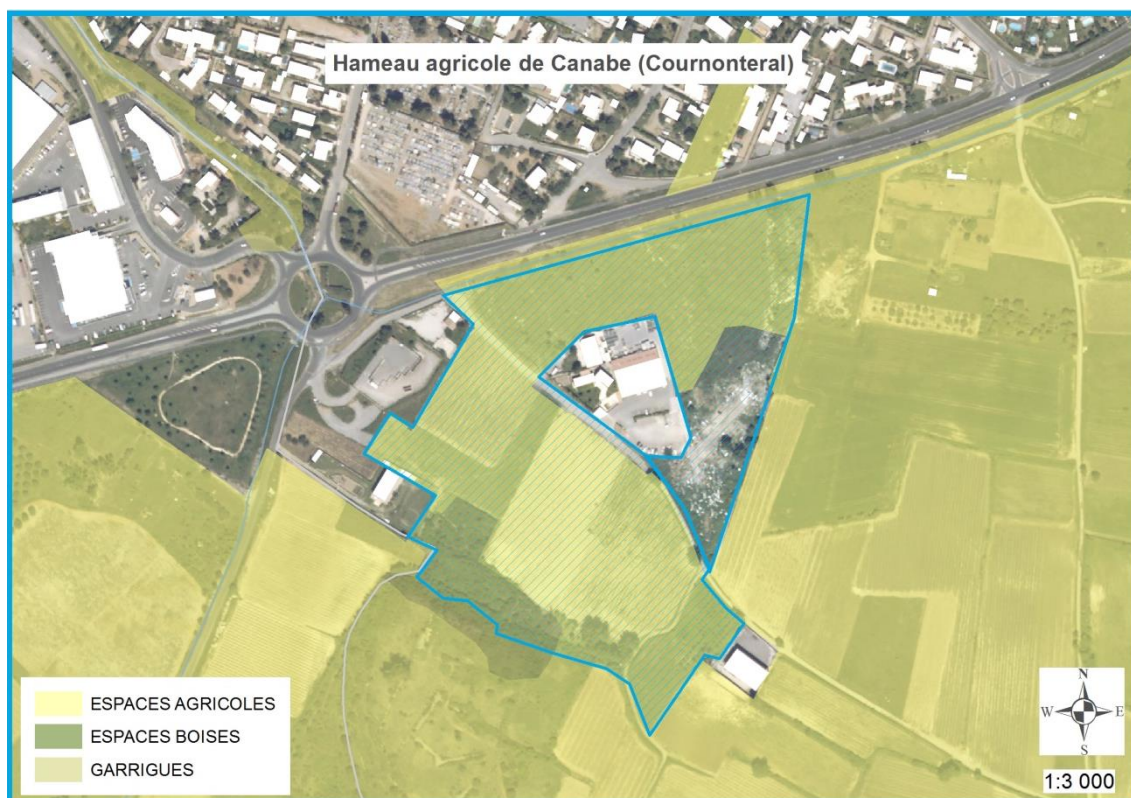 Hameau agricole de Canabe (Cournonteral)
ESPACES AGRICOLES
ESPACES BOISES
GARRIGUES
N
W E
S
1:3 000